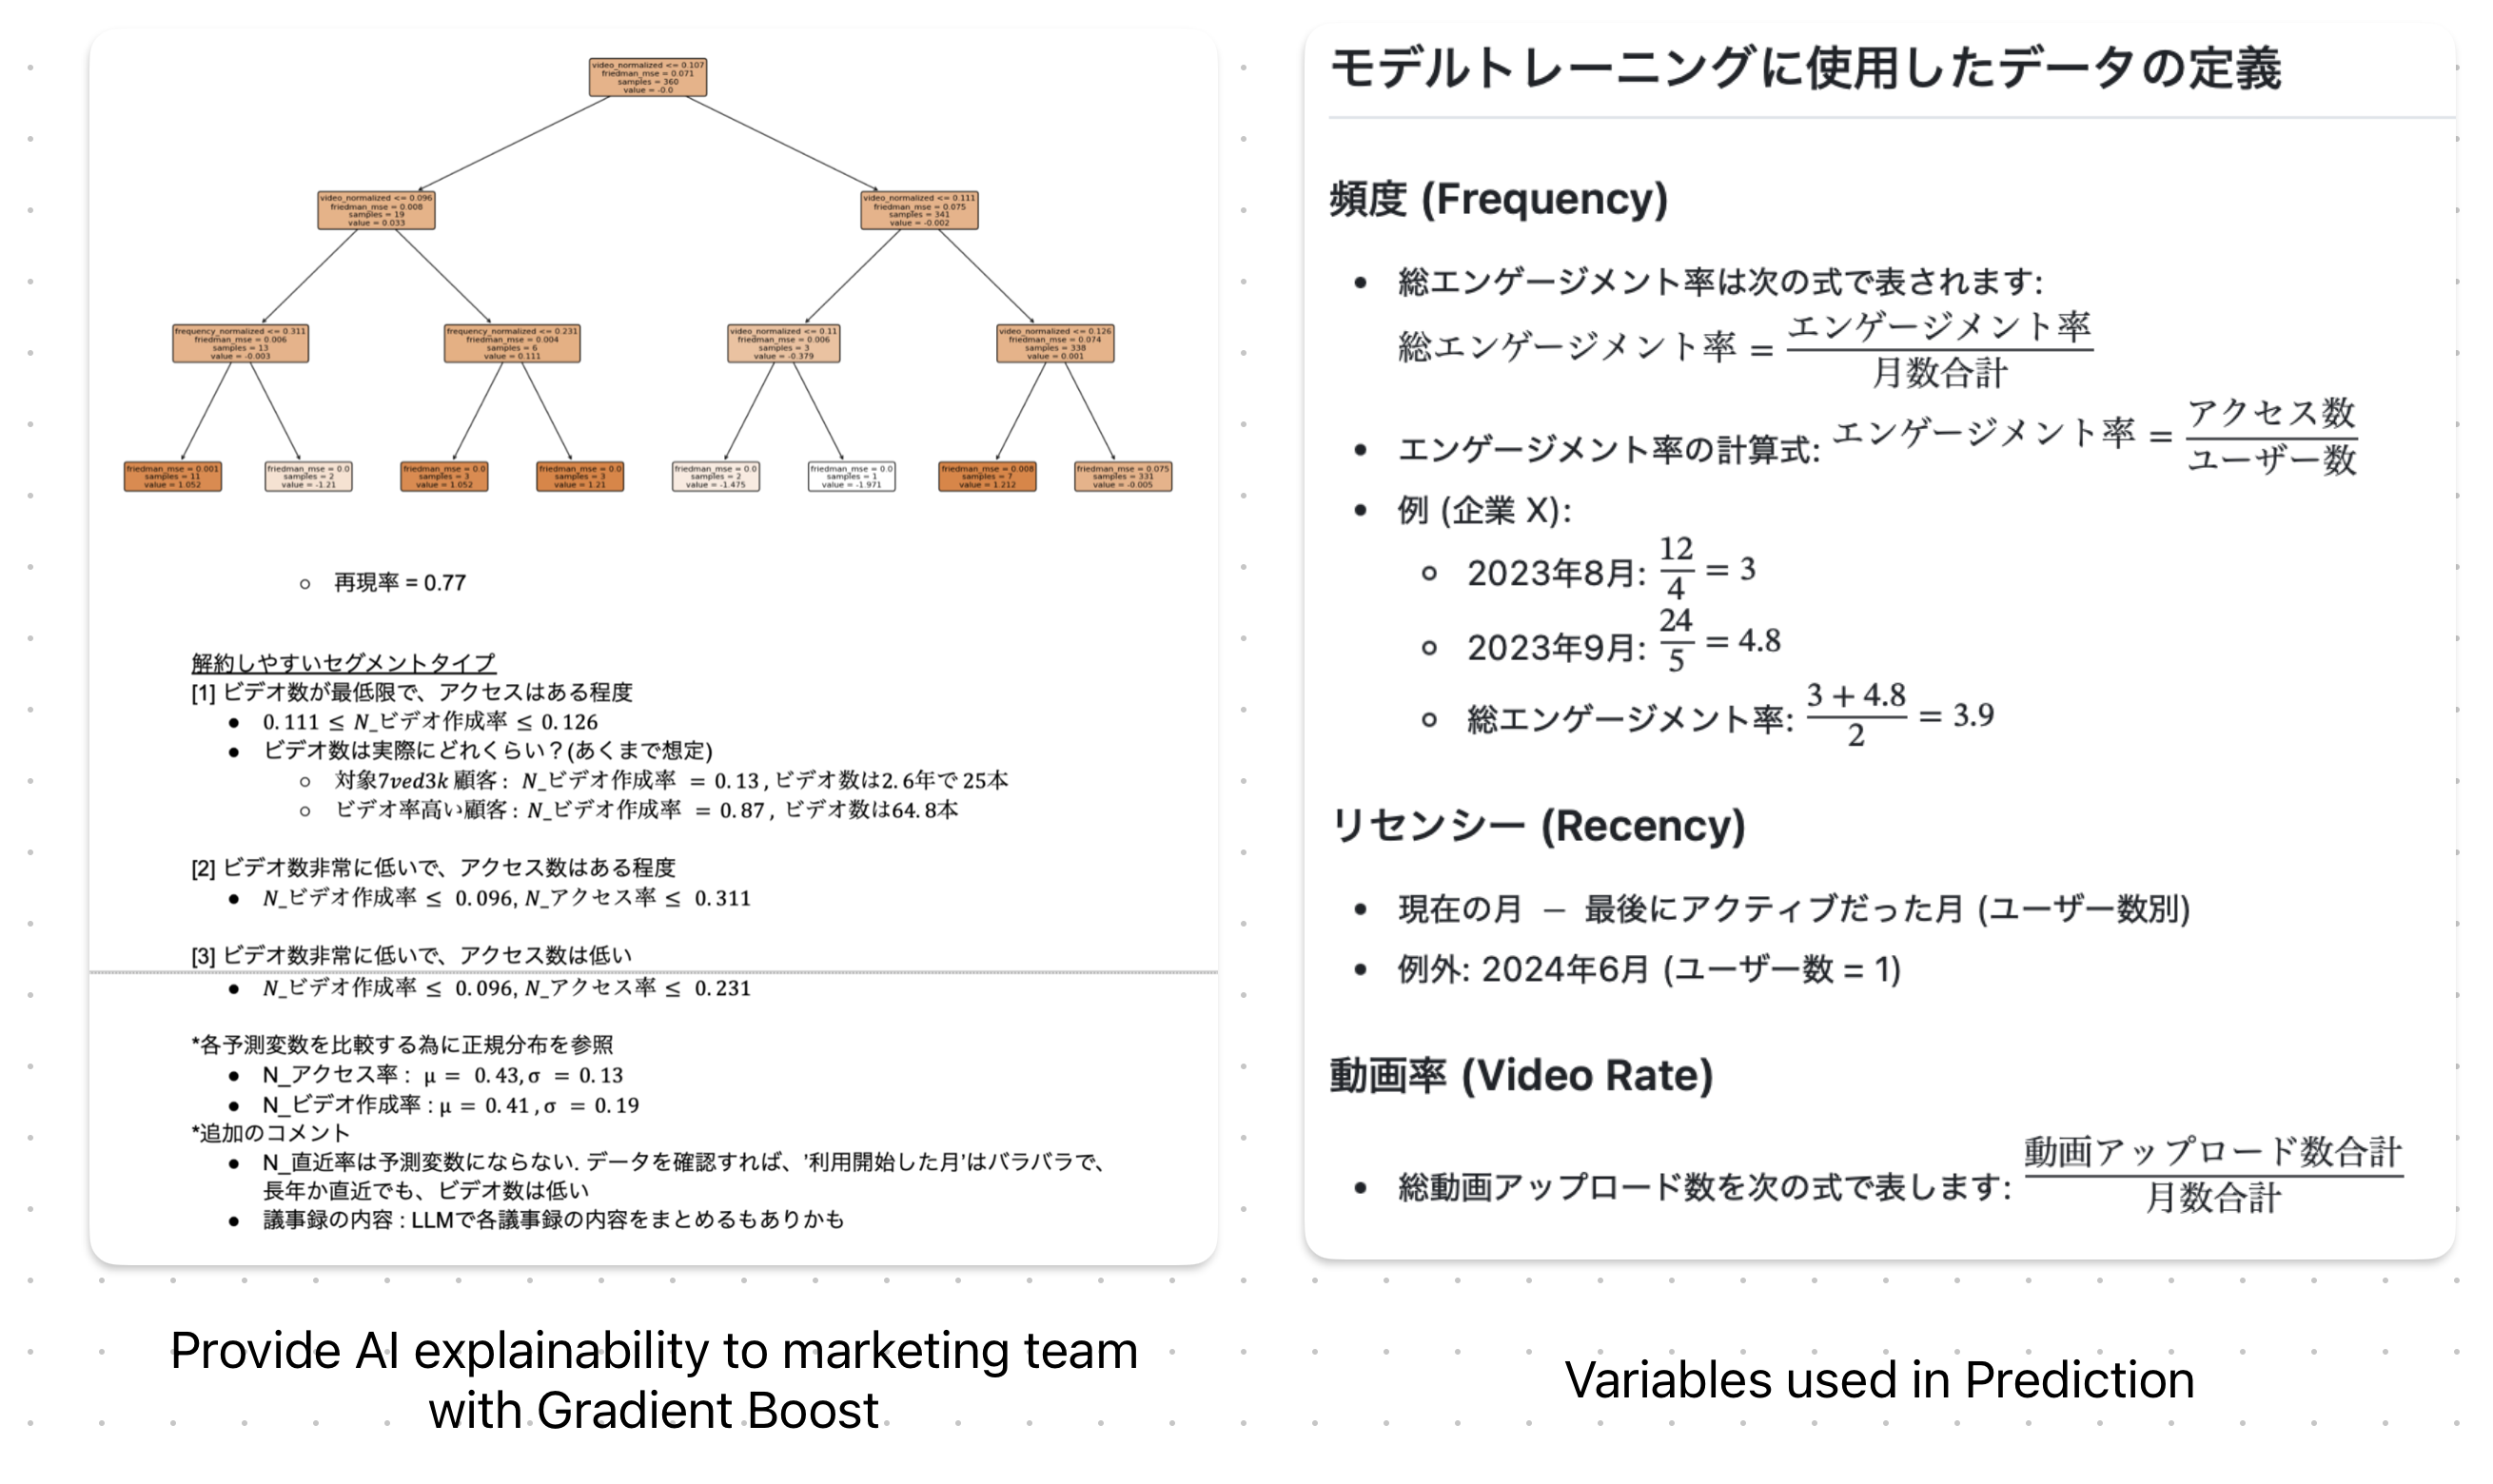 video_normalized <= 0.107
friedman_mse = 0.071
samples = 360
value = -0.0
video_normalized <= 0.096
friedman_mse = 0.008
samples = 19
value = 0.033
video_normalized <= 0.111
friedman_mse = 0.075
samples = 341
value = -0.002
frequency_normalized <= 0.311
friedman_mse = 0.006
samples = 13
value = -0.003
frequency_normalized <= 0.231
friedman_mse = 0.004
samples = 6
value = 0.111
video_normalized <= 0.11
friedman_mse = 0.006
samples = 3
value = -0.379
video_normalized <= 0.126
friedman_mse = 0.074
samples = 338
value = 0.001
friedman_mse = 0.001
samples = 11
value = 1.052
friedman_mse = 0.0
samples = 2
value = -1.21
friedman_mse = 0.0
samples = 3
value = 1.052
friedman_mse = 0.0
samples = 3
value = 1.21
friedman_mse = 0.0
samples = 2
value = -1.475
friedman_mse = 0.0
samples = 1
value = -1.971
friedman_mse = 0.008
samples = 7
value = 1.212
friedman_mse = 0.075
samples = 331
value = -0.005
○ 再現率 = 0.77
解約しやすいセグメントタイプ
[1] ビデオ数が最低限で、アクセスはある程度
● 0.111 ≤ N_ビデオ作成率 ≤ 0.126
● ビデオ数は実際にどれくらい？(あくまで想定)
○ 対象7ved3k 顧客 : N_ビデオ作成率 = 0.13 , ビデオ数は2.6年で 25本
○ ビデオ率高い顧客 : N_ビデオ作成率 = 0.87 , ビデオ数は64.8本
[2] ビデオ数非常に低いで、アクセス数はある程度
● N_ビデオ作成率 ≤ 0.096, N_アクセス率 ≤ 0.311
[3] ビデオ数非常に低いで、アクセス数は低い
● N_ビデオ作成率 ≤ 0.096, N_アクセス率 ≤ 0.231
*各予測変数を比較する為に正規分布を参照
● N_アクセス率 : μ = 0.43, σ = 0.13
● N_ビデオ作成率 : μ = 0.41 , σ = 0.19
*追加のコメント
● N_直近率は予測変数にならない. データを確認すれば、'利用開始した月'はバラバラで、
長年か直近でも、ビデオ数は低い
● 議事録の内容 : LLMで各議事録の内容をまとめるもありかも
Provide AI explainability to marketing team
with Gradient Boost
モデルトレーニングに使用したデータの定義
頻度 (Frequency)
• 総エンゲージメント率は次の式で表されます:
総エンゲージメント率 = エンゲージメント率 / 月数合計
• エンゲージメント率の計算式: エンゲージメント率 = アクセス数 / ユーザー数
• 例 (企業 X):
○ 2023年8月: 12 / 4 = 3
○ 2023年9月: 24 / 5 = 4.8
○ 総エンゲージメント率: 3 + 4.8 / 2 = 3.9
リセンシー (Recency)
• 現在の月 – 最後にアクティブだった月 (ユーザー数別)
• 例外: 2024年6月 (ユーザー数 = 1)
動画率 (Video Rate)
• 総動画アップロード数を次の式で表します: 動画アップロード数合計 / 月数合計
Variables used in Prediction